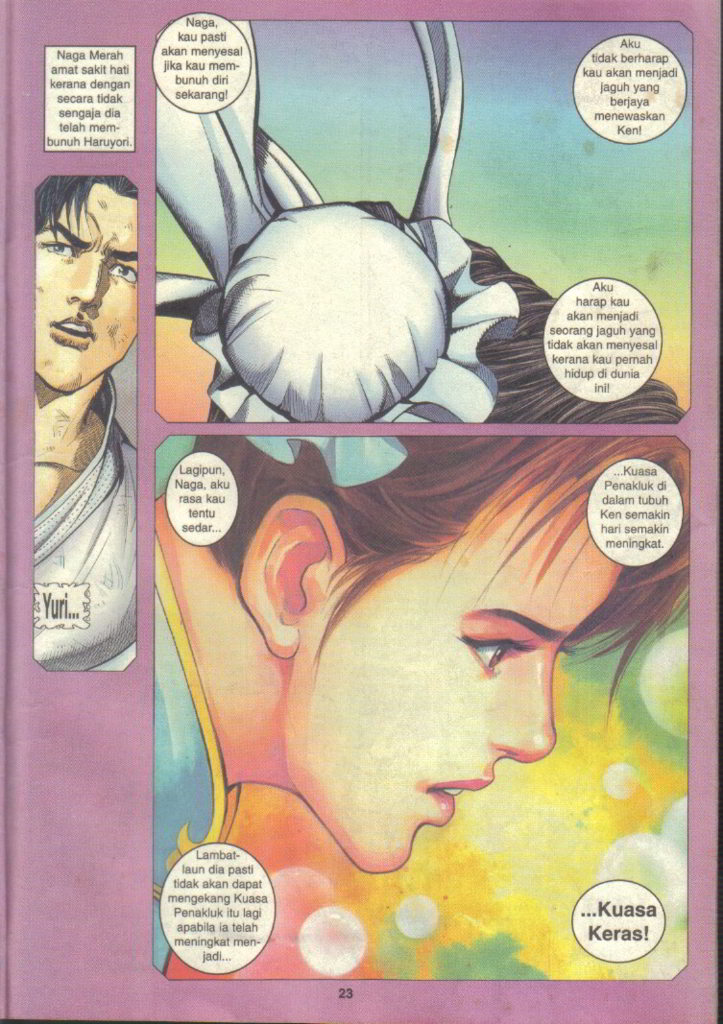 Naga Merah
amat sakit hati
kerana dengan
secara tidak
sengaja dia
telah mem-
bunuh Haruyori.
Naga,
kau pasti
akan menyesal
jika kau mem-
bunuh diri
sekarang!
Aku
tidak berharap
kau akan menjadi
jaguh yang
berjaya
menewaskan
Ken!
Aku
harap kau
akan menjadi
seorang jaguh yang
tidak akan menyesal
kerana kau pernah
hidup di dunia
ini!
Yuri...
Lagipun,
Naga, aku
rasa kau
tentu
sedar...
...Kuasa
Penakluk di
dalam tubuh
Ken semakin
hari semakin
meningkat.
Lambat-
laun dia pasti
tidak akan dapat
mengekang Kuasa
Penakluk itu lagi
apabila ia telah
meningkat men-
jadi...
...Kuasa
Keras!
23